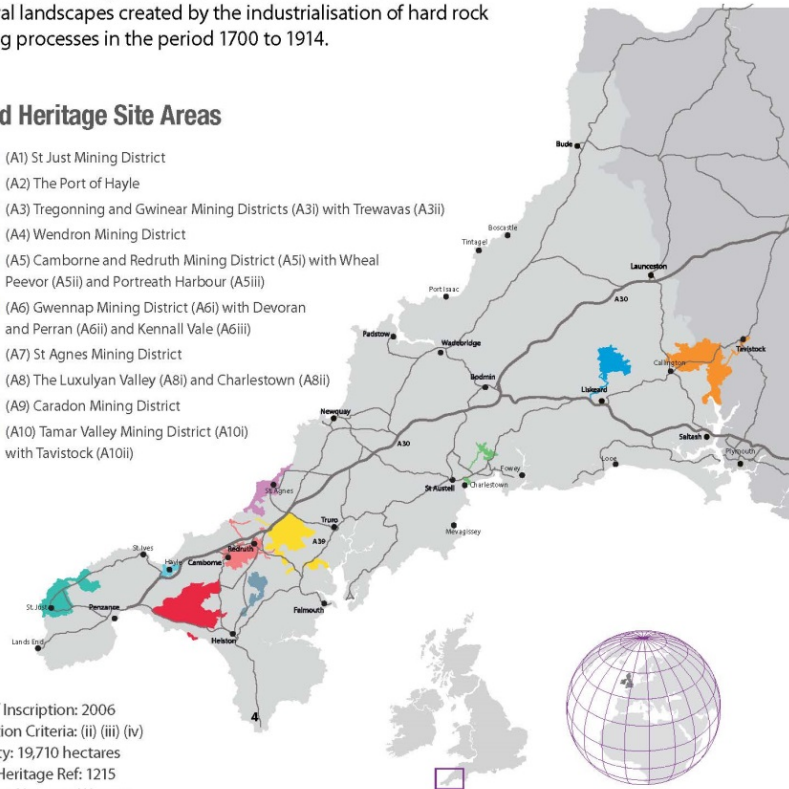 al landscapes created by the industrialisation of hard rock
g processes in the period 1700 to 1914.
d Heritage Site Areas
(A1) St Just Mining District
(A2) The Port of Hayle
(A3) Tregonning and Gwinear Mining Districts (A3i) with Trewavas (A3ii)
(A4) Wendron Mining District
(A5) Camborne and Redruth Mining District (A5i) with Wheal
Peevor (A5ii) and Portreath Harbour (A5iii)
(A6) Gwennap Mining District (A6i) with Devoran
and Perran (A6ii) and Kennall Vale (A6iii)
(A7) St Agnes Mining District
(A8) The Luxulyan Valley (A8i) and Charlestown (A8ii)
(A9) Caradon Mining District
(A10) Tamar Valley Mining District (A10i)
with Tavistock (A10ii)
Bude
Boscastle
Tintagel
Launceston
Port Isaac
A30
Padstow
Wadebridge
Tavistock
Callington
Bodmin
Liskeard
Newquay
Saltash
A30
Plymouth
Looe
Fowey
St Agnes
St Austell
Charlestown
Truro
Mevagissey
A39
St Ives
Redruth
Hayle
Camborne
St Just
Penzance
Falmouth
Helston
Lands End
4
Inscription: 2006
ion Criteria: (ii) (iii) (iv)
ty: 19,710 hectares
Heritage Ref: 1215